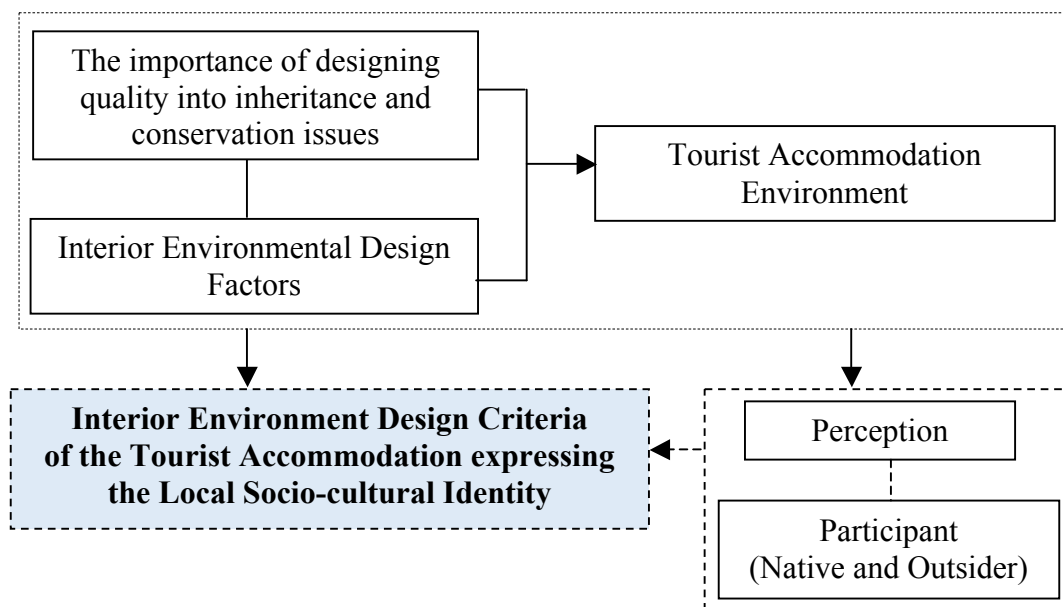 The importance of designing
quality into inheritance and
conservation issues
Tourist Accommodation
Environment
Interior Environmental Design
Factors
Interior Environment Design Criteria
of the Tourist Accommodation expressing
the Local Socio-cultural Identity
Perception
Participant
(Native and Outsider)